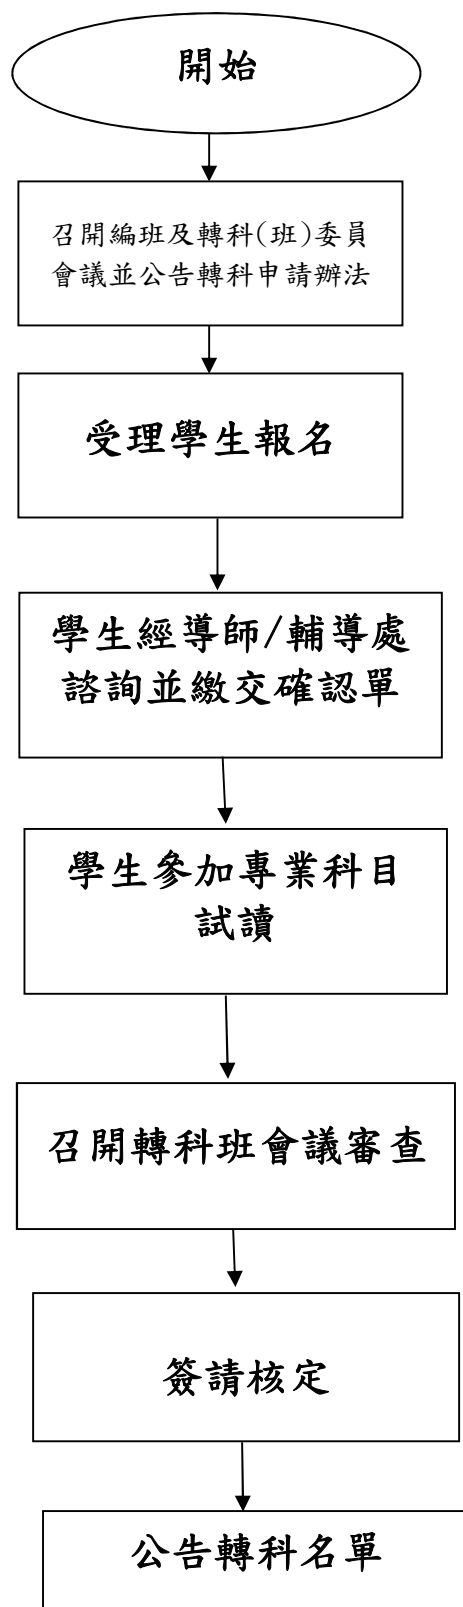 開始
召開編班及轉科(班)委員
會議並公告轉科申請辦法
受理學生報名
學生經導師/輔導處
諮詢並繳交確認單
學生參加專業科目
試讀
召開轉科班會議審查
簽請核定
公告轉科名單